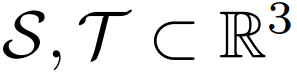 𝒮, 𝒯 ⊂ ℝ³